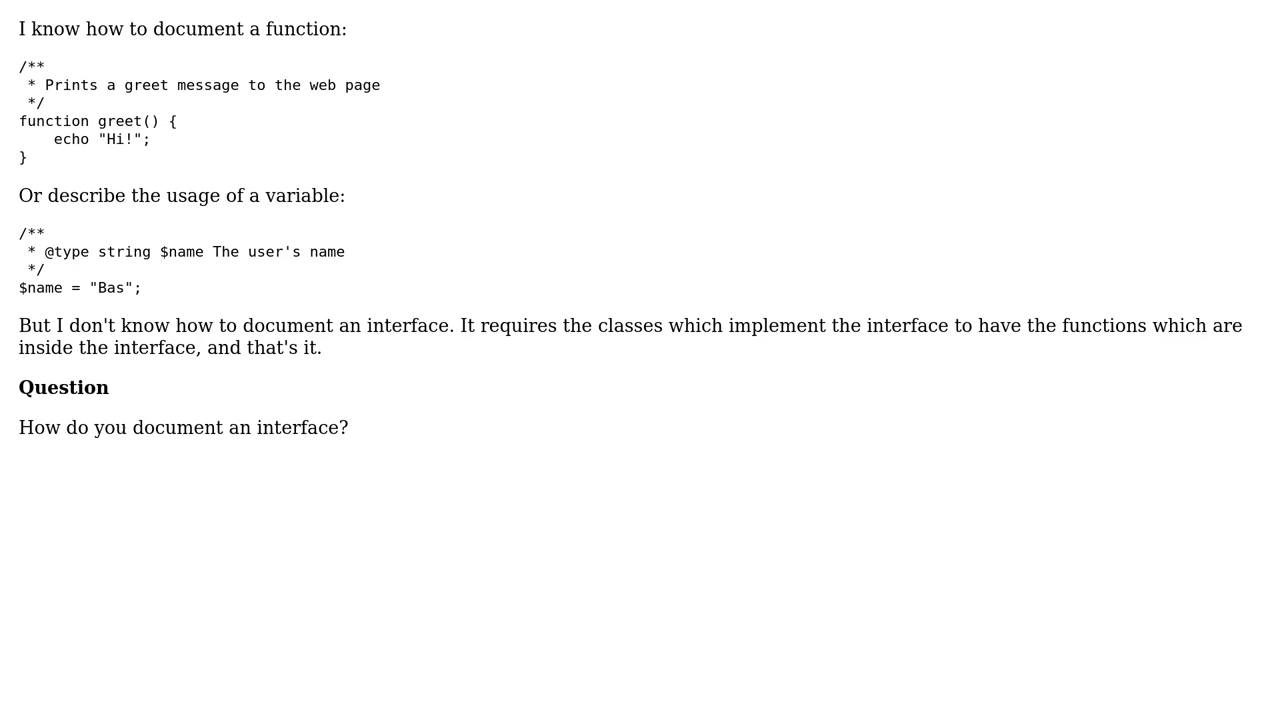 I know how to document a function:
/**
 * Prints a greet message to the web page
 */
function greet() {
    echo "Hi!";
}
Or describe the usage of a variable:
/**
 * @type string $name The user's name
 */
$name = "Bas";
But I don't know how to document an interface. It requires the classes which implement the interface to have the functions which are
inside the interface, and that's it.
Question
How do you document an interface?